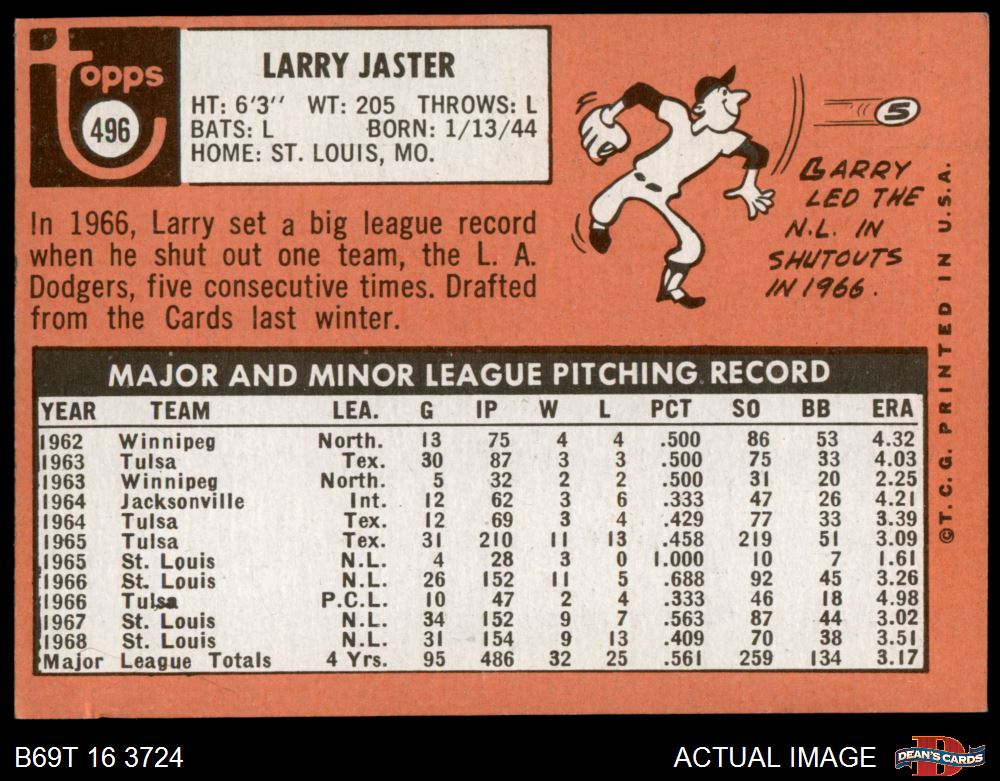 topps
496
LARRY JASTER
HT: 6'3" WT: 205 THROWS: L
BATS: L BORN: 1/13/44
HOME: ST. LOUIS, MO.
In 1966, Larry set a big league record
when he shut out one team, the L. A.
Dodgers, five consecutive times. Drafted
from the Cards last winter.
5
LARRY
LED THE
N.L. IN
SHUTOUTS
IN 1966.
MAJOR AND MINOR LEAGUE PITCHING RECORD
YEAR TEAM LEA. G IP W L PCT SO BB ERA
1962 Winnipeg North. 13 75 4 4 .500 86 53 4.32
1963 Tulsa Tex. 30 87 3 3 .500 75 33 4.03
1963 Winnipeg North. 5 32 2 2 .500 31 20 2.25
1964 Jacksonville Int. 12 62 3 6 .333 47 26 4.21
1964 Tulsa Tex. 12 69 3 4 .429 77 33 3.39
1965 Tulsa Tex. 31 210 11 13 .458 219 51 3.09
1965 St. Louis N.L. 4 28 3 0 1.000 10 7 1.61
1966 St. Louis N.L. 26 152 11 5 .688 92 45 3.26
1966 Tulsa P.C.L. 10 47 2 4 .333 46 18 4.98
1967 St. Louis N.L. 34 152 9 7 .563 87 44 3.02
1968 St. Louis N.L. 31 154 9 13 .409 70 38 3.51
Major League Totals 4 Yrs. 95 486 32 25 .561 259 134 3.17
©T. C. G. PRINTED IN U.S.A.
B69T 16 3724
ACTUAL IMAGE
D
DEAN'S CARDS